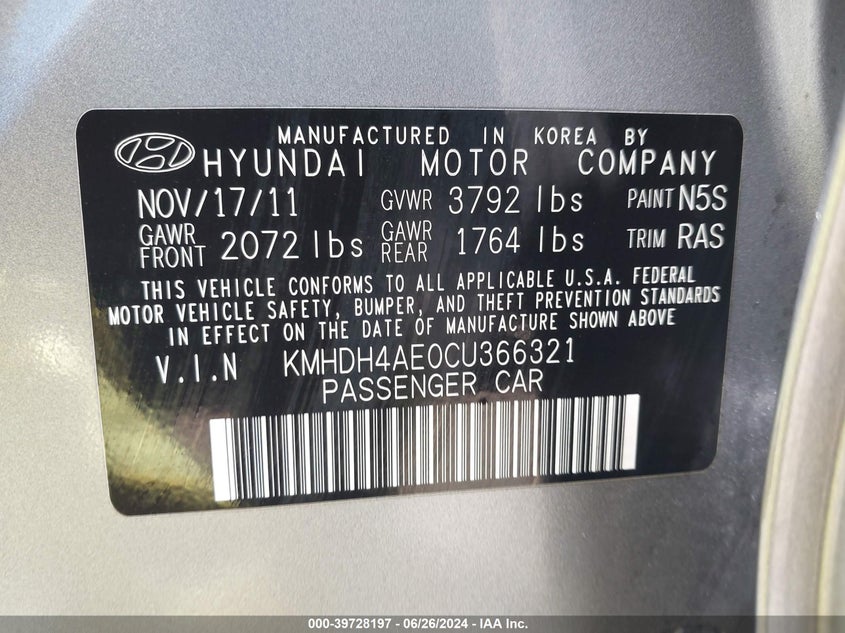 MANUFACTURED IN KOREA BY
HYUNDAI MOTOR COMPANY
NOV/17/11 GVWR 3792 lbs PAINT N5S
GAWR FRONT 2072 lbs GAWR REAR 1764 lbs TRIM RAS
THIS VEHICLE CONFORMS TO ALL APPLICABLE U.S.A. FEDERAL
MOTOR VEHICLE SAFETY, BUMPER, AND THEFT PREVENTION STANDARDS
IN EFFECT ON THE DATE OF MANUFACTURE SHOWN ABOVE
V.I.N KMHDH4AE0CU366321
PASSENGER CAR
000-39728197 - 06/26/2024 - IAA Inc.